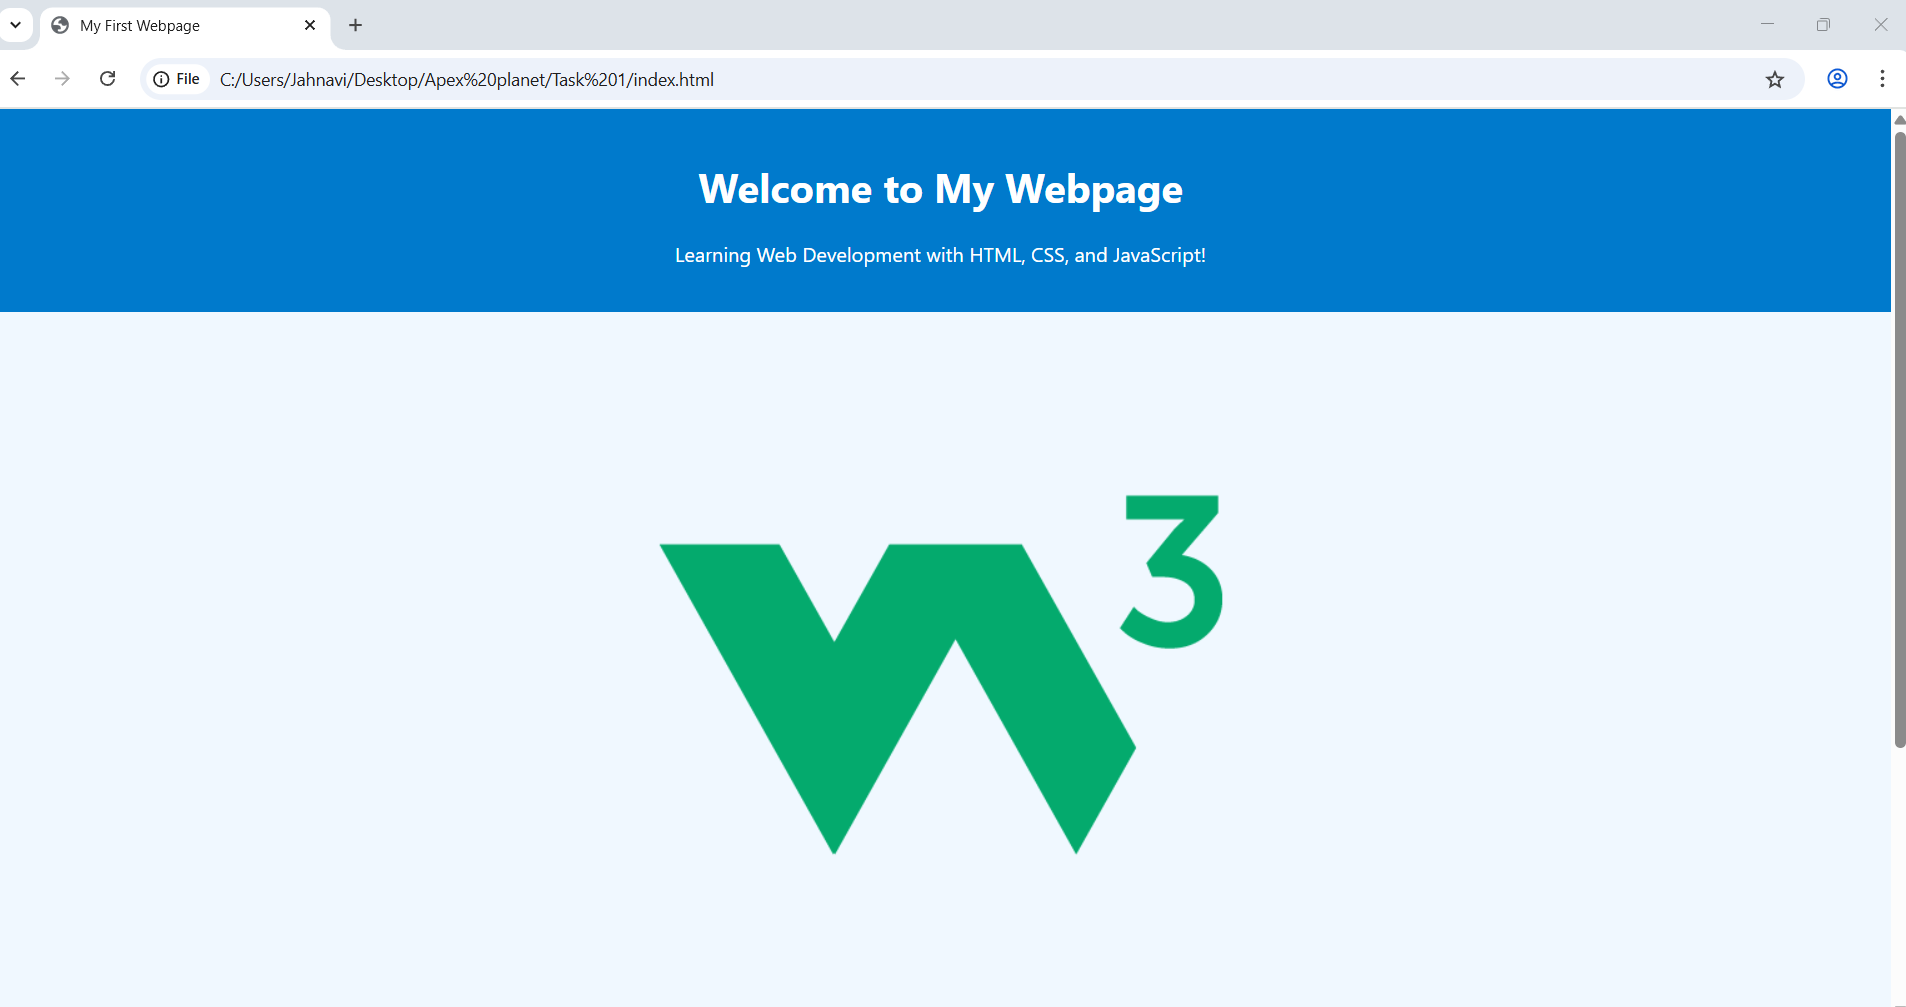 My First Webpage
File C:/Users/Jahnavi/Desktop/Apex%20planet/Task%201/index.html
Welcome to My Webpage
Learning Web Development with HTML, CSS, and JavaScript!
W3